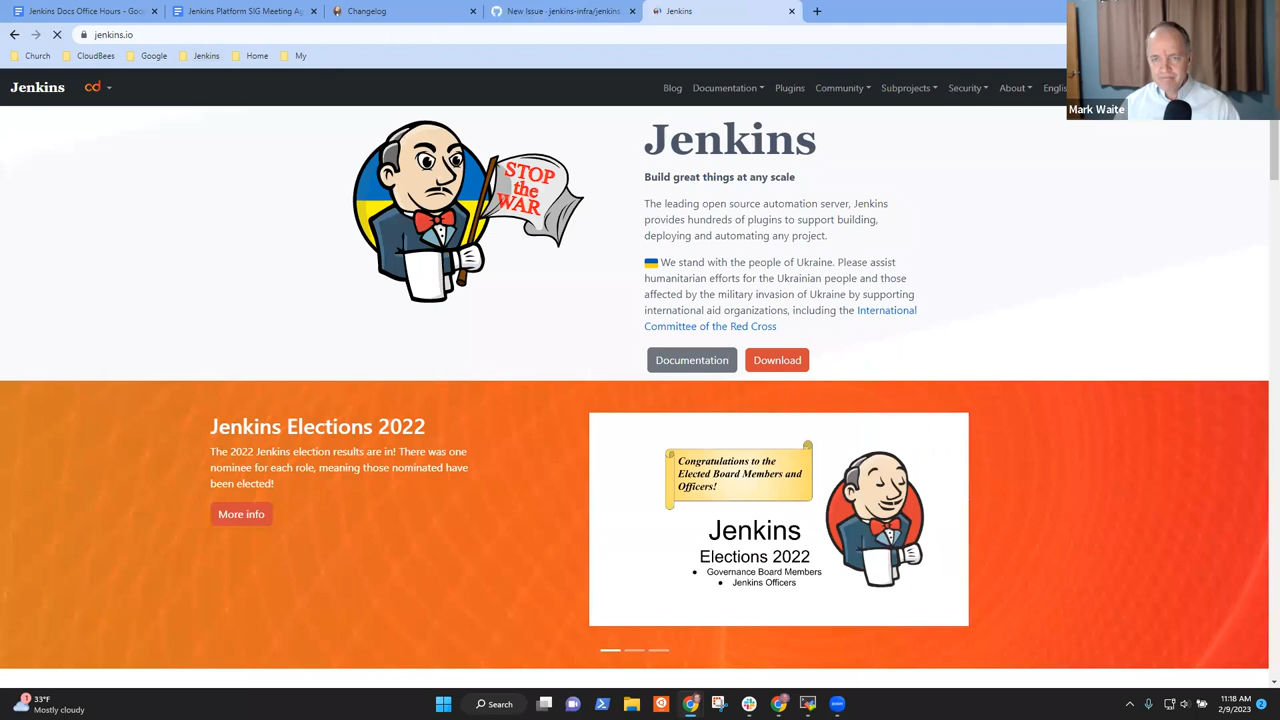 Jenkins Docs Office Hours - Goo
Jenkins Platform SIG Meeting Ag
Changelog
New Issue · jenkins-infra/jenkins
Jenkins
jenkins.io
Church
CloudBees
Google
Jenkins
Home
My
Jenkins
cd
Blog
Documentation
Plugins
Community
Subprojects
Security
About
Englis
Mark Waite
STOP
the
WAR
Jenkins
Build great things at any scale
The leading open source automation server, Jenkins
provides hundreds of plugins to support building,
deploying and automating any project.
We stand with the people of Ukraine. Please assist
humanitarian efforts for the Ukrainian people and those
affected by the military invasion of Ukraine by supporting
international aid organizations, including the International
Committee of the Red Cross
Documentation
Download
Jenkins Elections 2022
The 2022 Jenkins election results are in! There was one
nominee for each role, meaning those nominated have
been elected!
More info
Congratulations to the
Elected Board Members and
Officers!
Jenkins
Elections 2022
● Governance Board Members
● Jenkins Officers
1
33°F
Mostly cloudy
Search
11:18 AM
2/9/2023
2